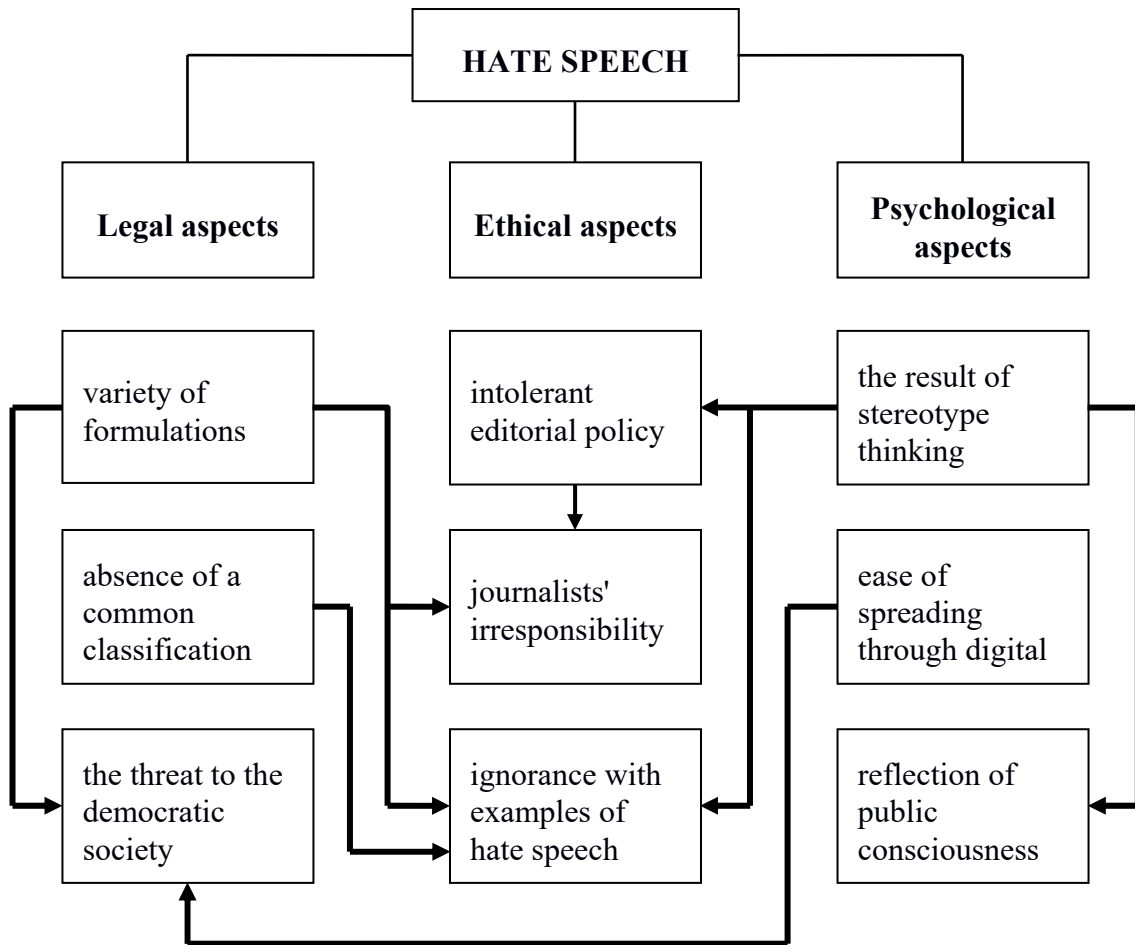 HATE SPEECH
Legal aspects
Ethical aspects
Psychological
aspects
variety of
formulations
intolerant
editorial policy
the result of
stereotype
thinking
absence of a
common
classification
journalists'
irresponsibility
ease of
spreading
through digital
the threat to the
democratic
society
ignorance with
examples of
hate speech
reflection of
public
consciousness